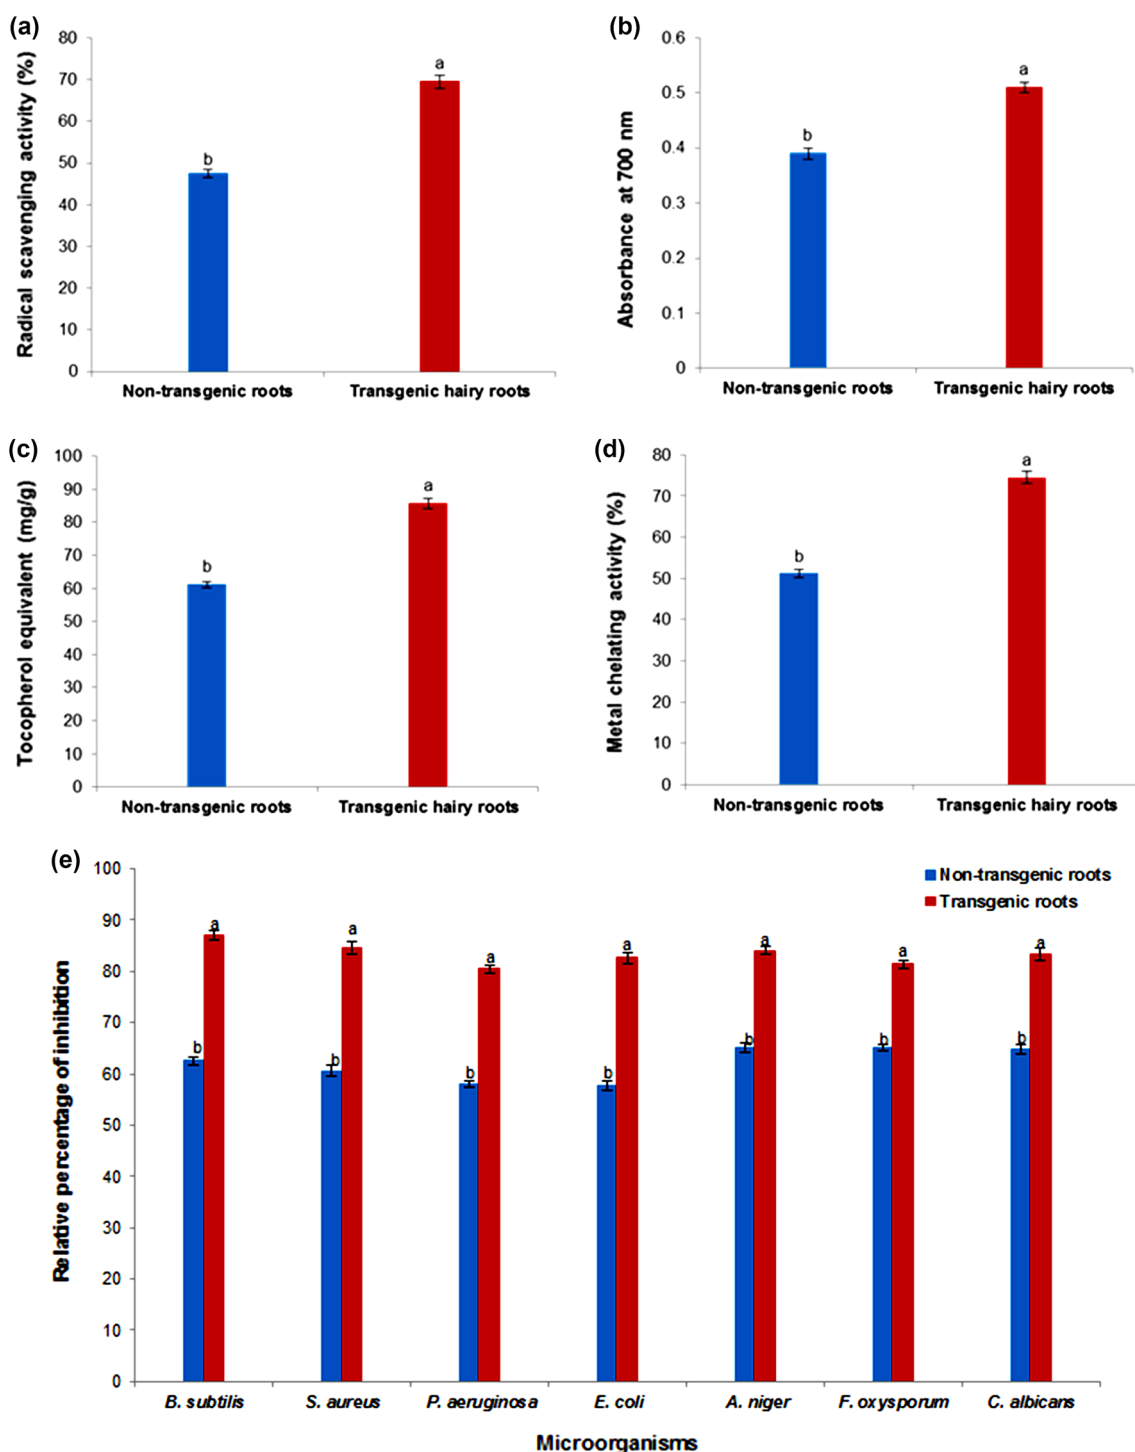 (a)
Radical scavenging activity (%)
80
70
60
50
40
30
20
10
0
b
a
Non-transgenic roots
Transgenic hairy roots
(b)
Absorbance at 700 nm
0.6
0.5
0.4
0.3
0.2
0.1
0
b
a
Non-transgenic roots
Transgenic hairy roots
(c)
Tocopherol equivalent (mg/g)
100
90
80
70
60
50
40
30
20
10
0
b
a
Non-transgenic roots
Transgenic hairy roots
(d)
Metal chelating activity (%)
80
70
60
50
40
30
20
10
0
b
a
Non-transgenic roots
Transgenic hairy roots
(e)
Relative percentage of inhibition
100
90
80
70
60
50
40
30
20
10
0
Non-transgenic roots
Transgenic roots
b a b a b a b a b a b a b a
B. subtilis S. aureus P. aeruginosa E. coli A. niger F. oxysporum C. albicans
Microorganisms